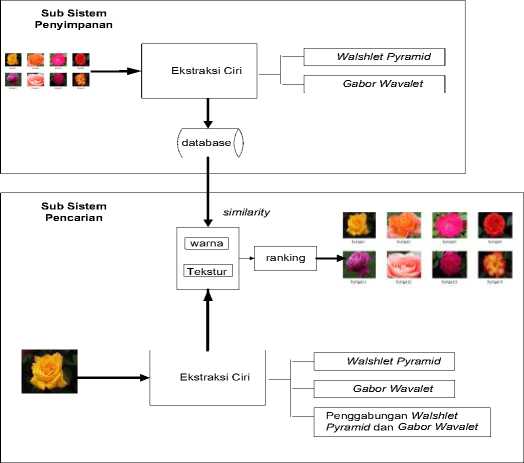 Sub Sistem
Penyimpanan
Ekstraksi Ciri
Walshlet Pyramid
Gabor Wavalet
database
Sub Sistem
Pencarian
similarity
warna
Tekstur
ranking
Ekstraksi Ciri
Walshlet Pyramid
Gabor Wavalet
Penggabungan Walshlet
Pyramid dan Gabor Wavalet